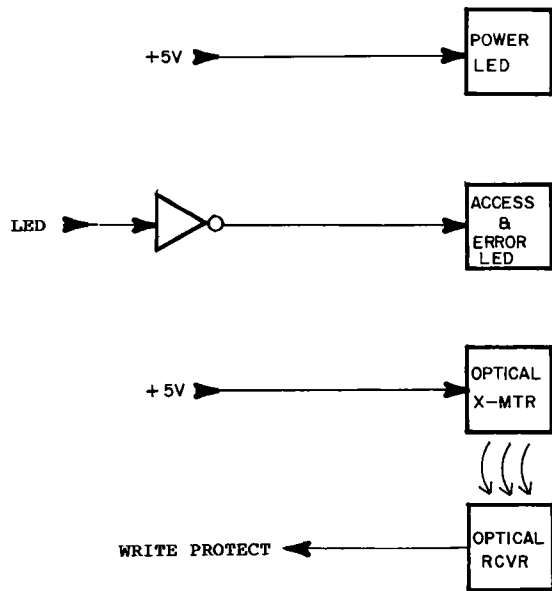 +5V
POWER
LED
LED
ACCESS
&
ERROR
LED
+5V
OPTICAL
X-MTR
WRITE PROTECT
OPTICAL
RCVR